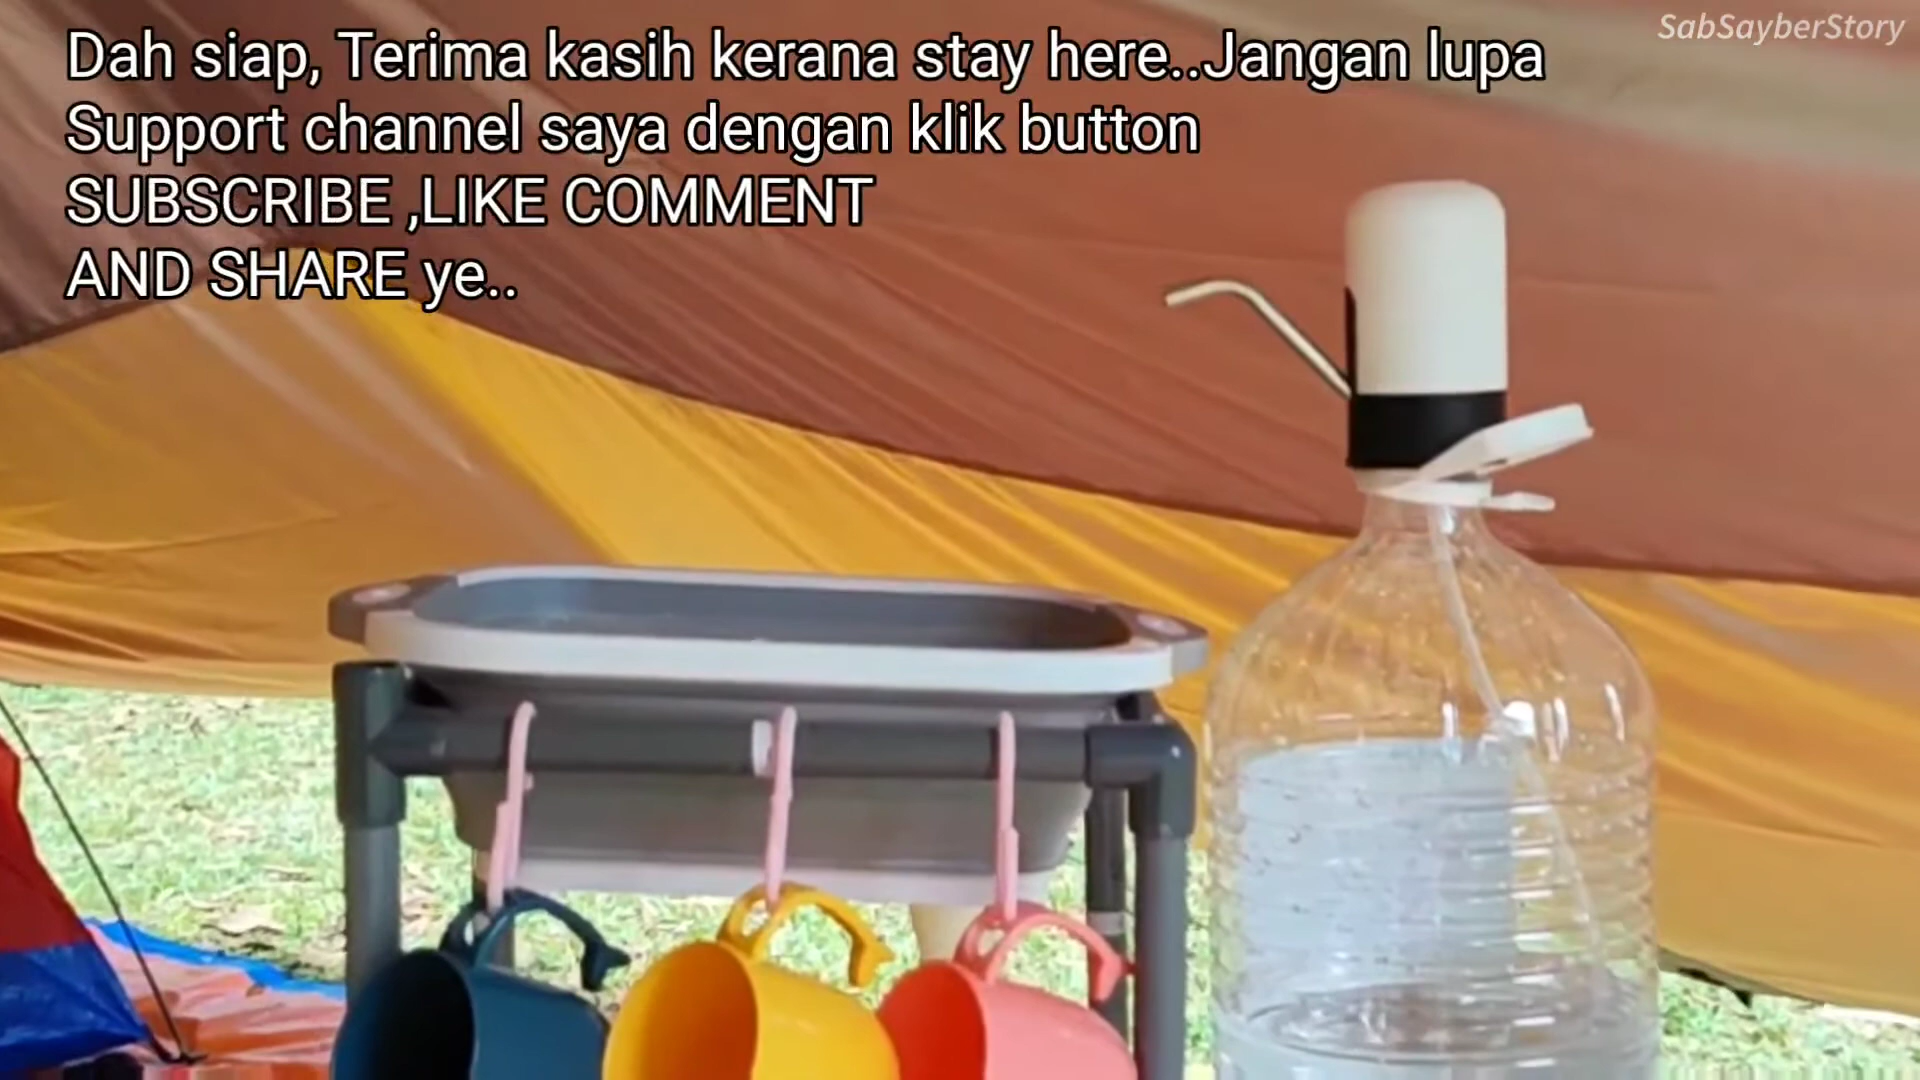 SabSayberStory
Dah siap, Terima kasih kerana stay here..Jangan lupa
Support channel saya dengan klik button
SUBSCRIBE ,LIKE COMMENT
AND SHARE ye..